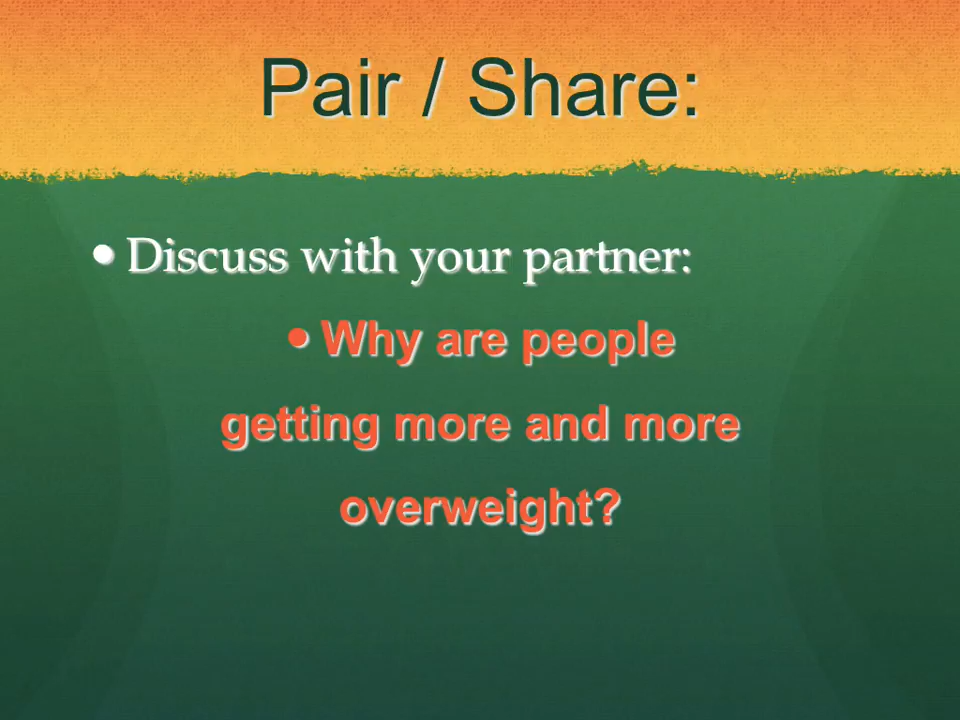 Pair / Share:
• Discuss with your partner:
• Why are people
getting more and more
overweight?